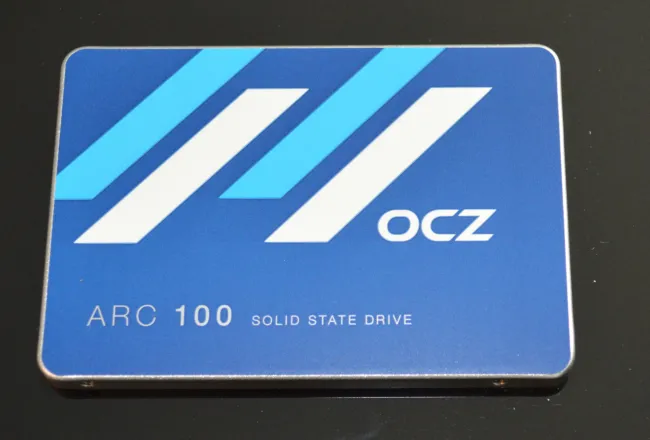 OCZ
ARC 100 SOLID STATE DRIVE